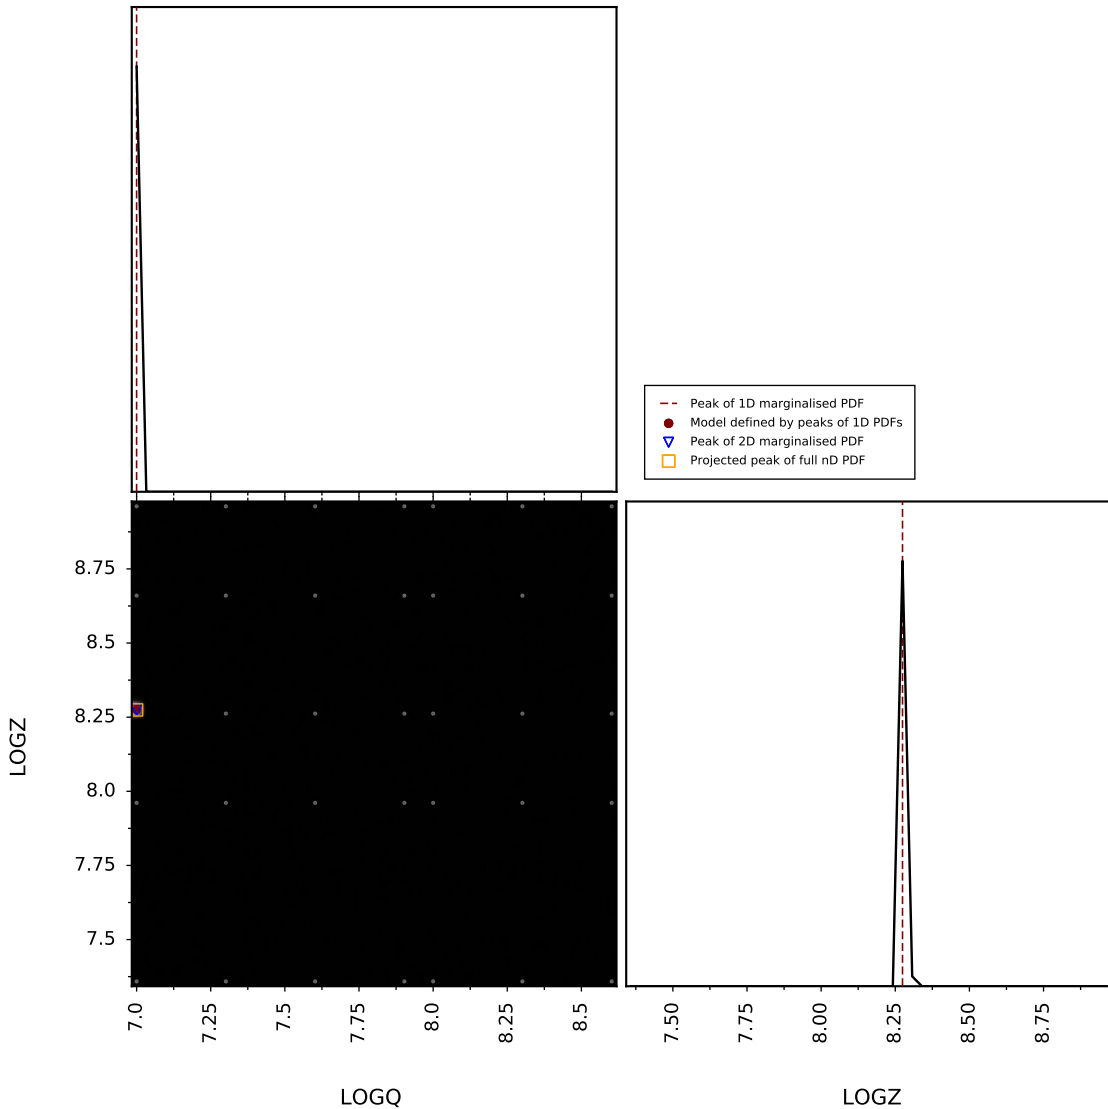 Peak of 1D marginalised PDF
Model defined by peaks of 1D PDFs
Peak of 2D marginalised PDF
Projected peak of full nD PDF
8.75
8.5
8.25
8.0
7.75
7.5
LOGZ
7.0 7.25 7.5 7.75 8.0 8.25 8.5
7.50 7.75 8.00 8.25 8.50 8.75
LOGQ
LOGZ